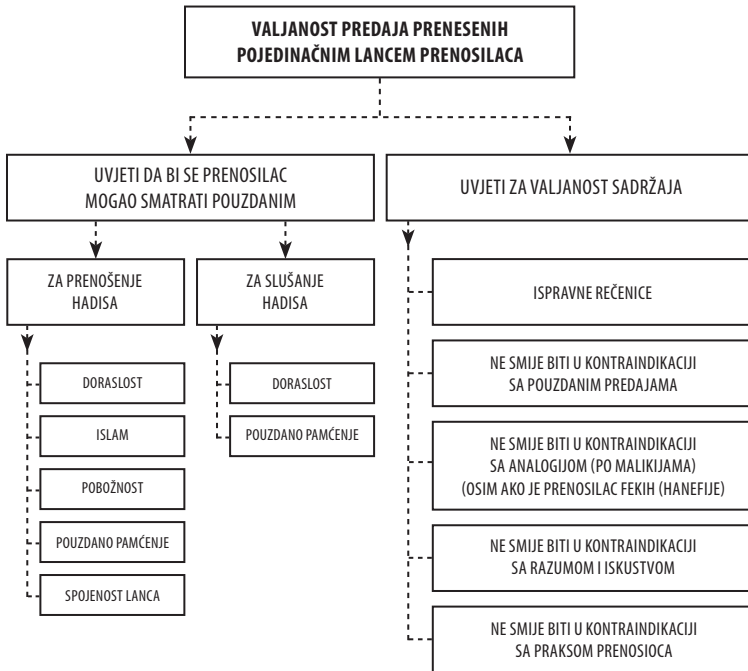 VALJANOST PREDAJA PRENESENIH
POJEDINAČNIM LANCEM PRENOSILACA
UVJETI DA BI SE PRENOSILAC
MOGAO SMATRATI POUZDANIM
ZA PRENOŠENJE
HADISA
DORASLOST
ISLAM
POBOŽNOST
POUZDANO PAMĆENJE
SPOJENOST LANCA
ZA SLUŠANJE
HADISA
DORASLOST
POUZDANO PAMĆENJE
UVJETI ZA VALJANOST SADRŽAJA
ISPRAVNE REČENICE
NE SMIJE BITI U KONTRAINDIKACIJI
SA POUZDANIM PREDAJAMA
NE SMIJE BITI U KONTRAINDIKACIJI
SA ANALOGIJOM (PO MALIKIJAMA)
(OSIM AKO JE PRENOSILAC FEKIH (HANEFIJE)
NE SMIJE BITI U KONTRAINDIKACIJI
SA RAZUMOM I ISKUSTVOM
NE SMIJE BITI U KONTRAINDIKACIJI
SA PRAKSOM PRENOSIOCA